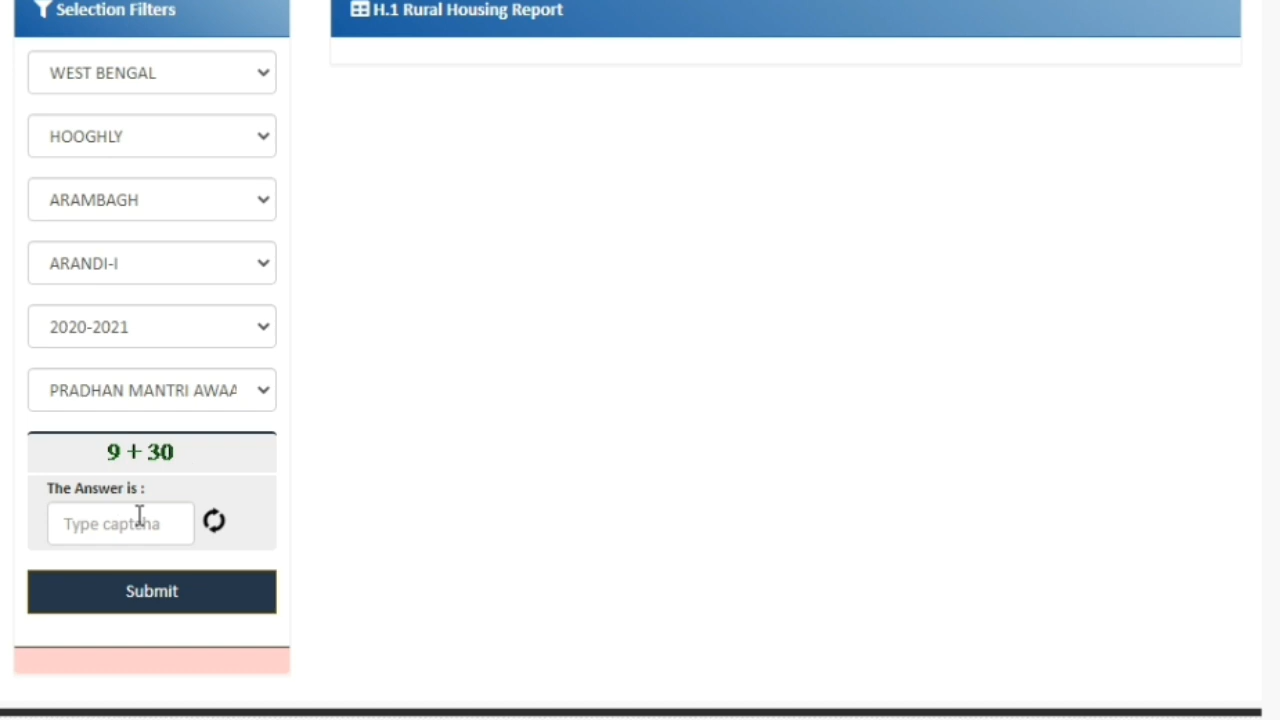 Selection Filters
H.1 Rural Housing Report
WEST BENGAL
HOOGHLY
ARAMBAGH
ARANDI-I
2020-2021
PRADHAN MANTRI AWAA
9 + 30
The Answer is :
Type captcha
Submit